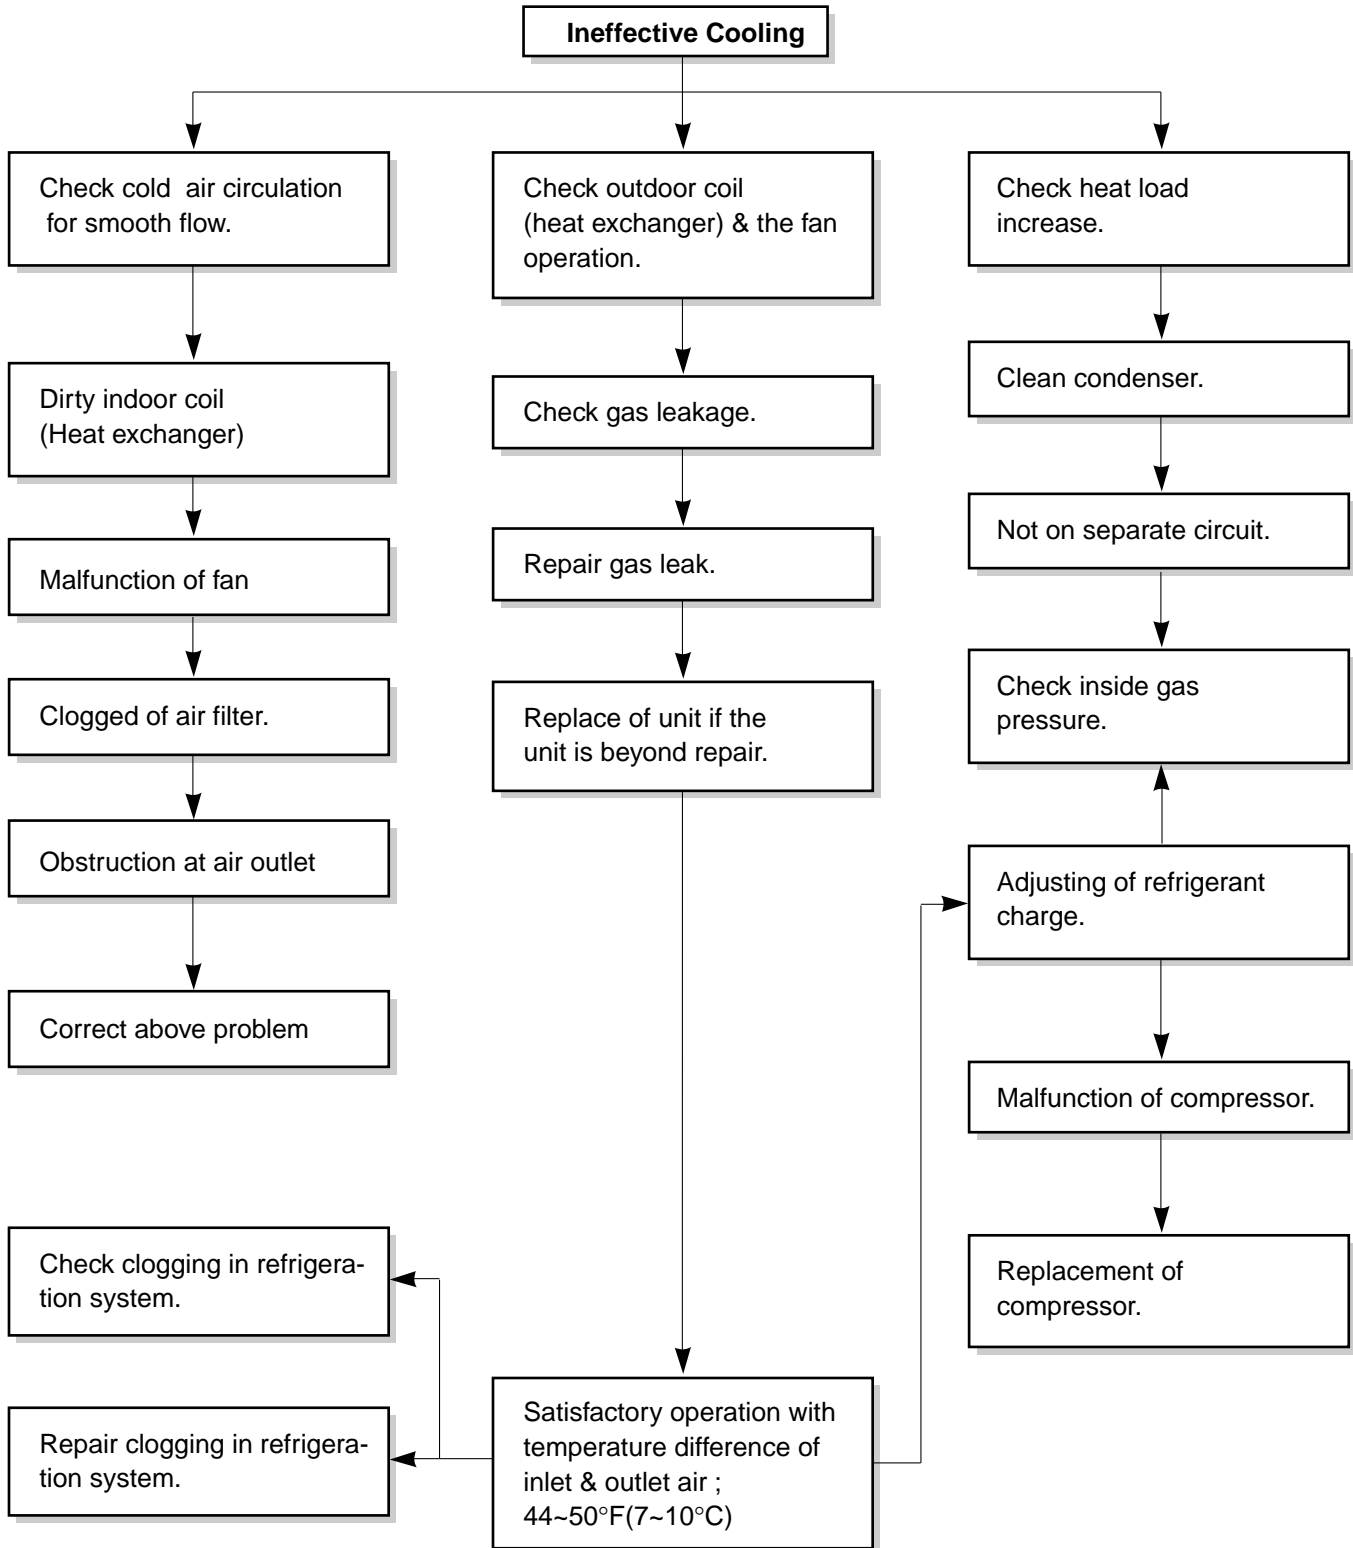 Ineffective Cooling
Check cold air circulation
for smooth flow.
Dirty indoor coil
(Heat exchanger)
Malfunction of fan
Clogged of air filter.
Obstruction at air outlet
Correct above problem
Check clogging in refrigera-
tion system.
Repair clogging in refrigera-
tion system.
Check outdoor coil
(heat exchanger) & the fan
operation.
Check gas leakage.
Repair gas leak.
Replace of unit if the
unit is beyond repair.
Satisfactory operation with
temperature difference of
inlet & outlet air ;
44~50°F(7~10°C)
Check heat load
increase.
Clean condenser.
Not on separate circuit.
Check inside gas
pressure.
Adjusting of refrigerant
charge.
Malfunction of compressor.
Replacement of
compressor.